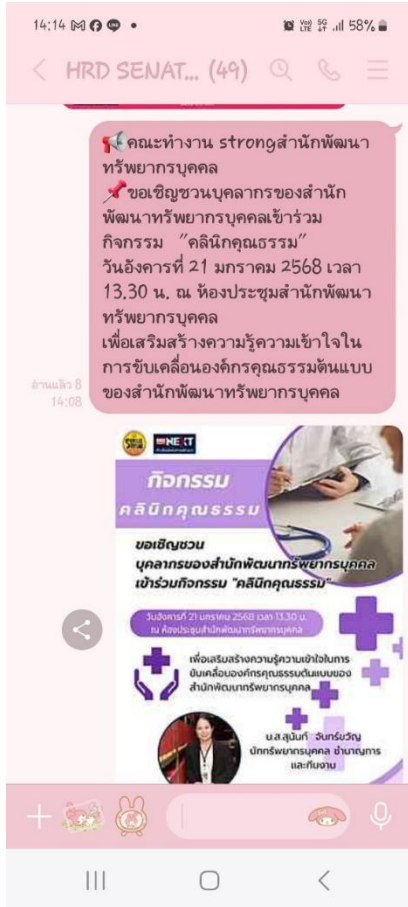 14:14
58%
HRD SENAT... (49)
📢คณะทำงาน strongสำนักพัฒนา
ทรัพยากรบุคคล
📌ขอเชิญชวนบุคลากรของสำนัก
พัฒนาทรัพยากรบุคคลเข้าร่วม
กิจกรรม "คลินิกคุณธรรม"
วันอังคารที่ 21 มกราคม 2568 เวลา
13.30 น. ณ ห้องประชุมสำนักพัฒนา
ทรัพยากรบุคคล
เพื่อเสริมสร้างความรู้ความเข้าใจใน
การขับเคลื่อนองค์กรคุณธรรมต้นแบบ
ของสำนักพัฒนาทรัพยากรบุคคล
อ่านแล้ว 8
14:08
NEXT
กิจกรรม
คลินิกคุณธรรม
ขอเชิญชวน
บุคลากรของสำนักพัฒนาทรัพยากรบุคคล
เข้าร่วมกิจกรรม "คลินิกคุณธรรม"
วันอังคารที่ 21 มกราคม 2568 เวลา 13.30 น.
ณ ห้องประชุมสำนักพัฒนาทรัพยากรบุคคล
เพื่อเสริมสร้างความรู้ความเข้าใจในการ
ขับเคลื่อนองค์กรคุณธรรมต้นแบบของ
สำนักพัฒนาทรัพยากรบุคคล
น.ส.สุนันท์ จันทร์ขวัญ
นักทรัพยากรบุคคล ชำนาญการ
และทีมงาน